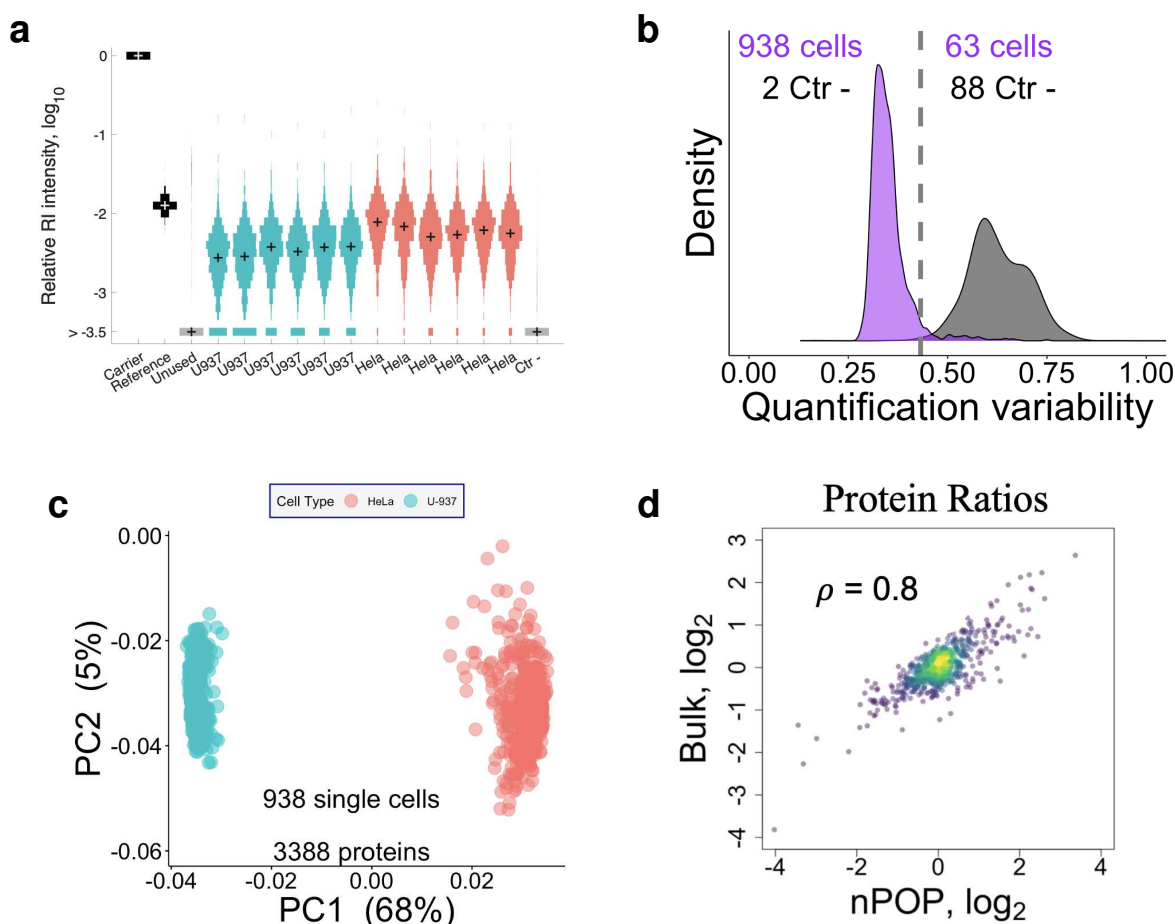 a
Relative RI intensity, log10
0
-1
-2
-3
> -3.5
Carrier
Reference
Unused
U937
U937
U937
U937
U937
U937
Hela
Hela
Hela
Hela
Hela
Hela
Ctr -
b
938 cells
63 cells
2 Ctr -
88 Ctr -
Density
0.00 0.25 0.50 0.75 1.00
Quantification variability
c
Cell Type HeLa U-937
PC2 (5%)
0.00
-0.02
-0.04
-0.06
938 single cells
3388 proteins
-0.04 -0.02 0.00 0.02
PC1 (68%)
d
Protein Ratios
ρ = 0.8
Bulk, log2
3
2
1
0
-1
-2
-3
-4
-4 -2 0 2 4
nPOP, log2